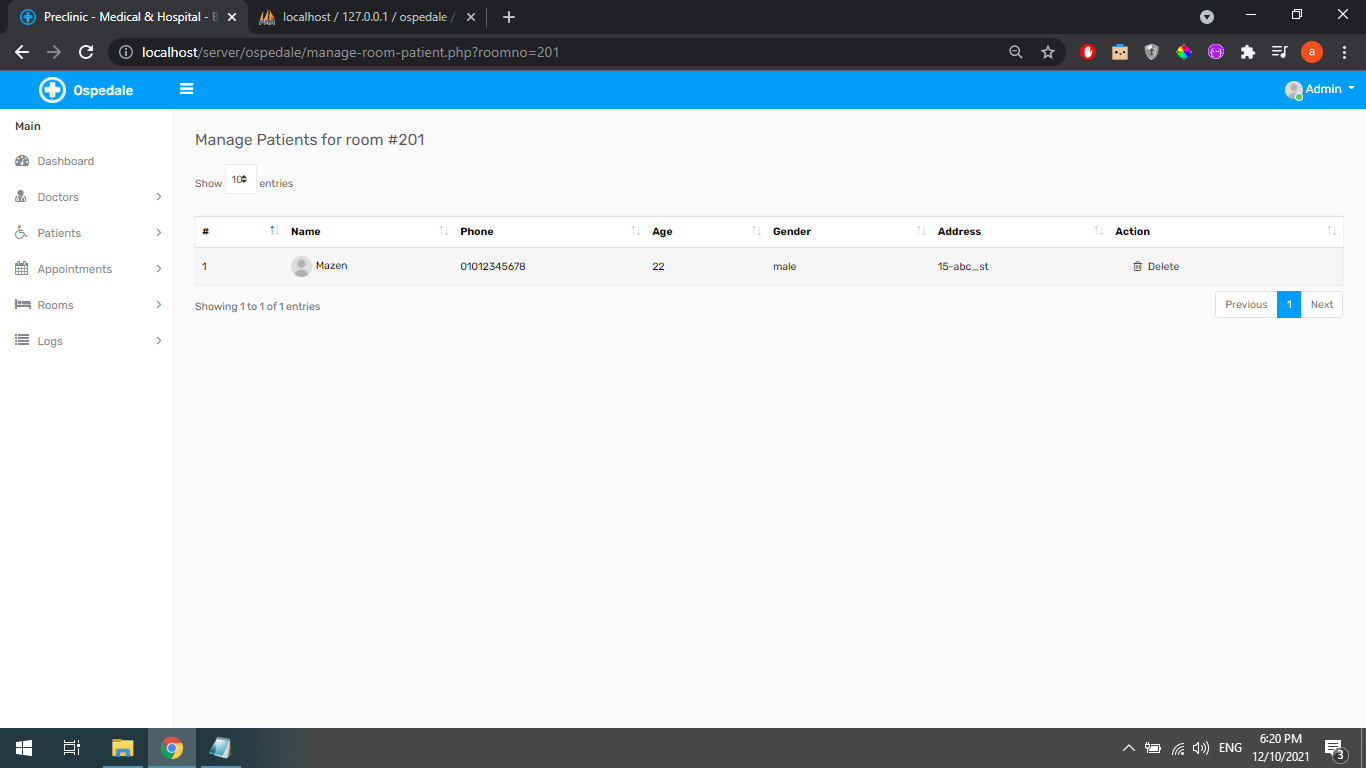 Preclinic - Medical & Hospital - B
localhost / 127.0.0.1 / ospedale /
localhost/server/ospedale/manage-room-patient.php?roomno=201
a
Ospedale
Admin
Main
Dashboard
Doctors
Patients
Appointments
Rooms
Logs
Manage Patients for room #201
Show 10 entries
# Name Phone Age Gender Address Action
1 Mazen 01012345678 22 male 15-abc_st Delete
Showing 1 to 1 of 1 entries
Previous 1 Next
ENG
6:20 PM
12/10/2021
3